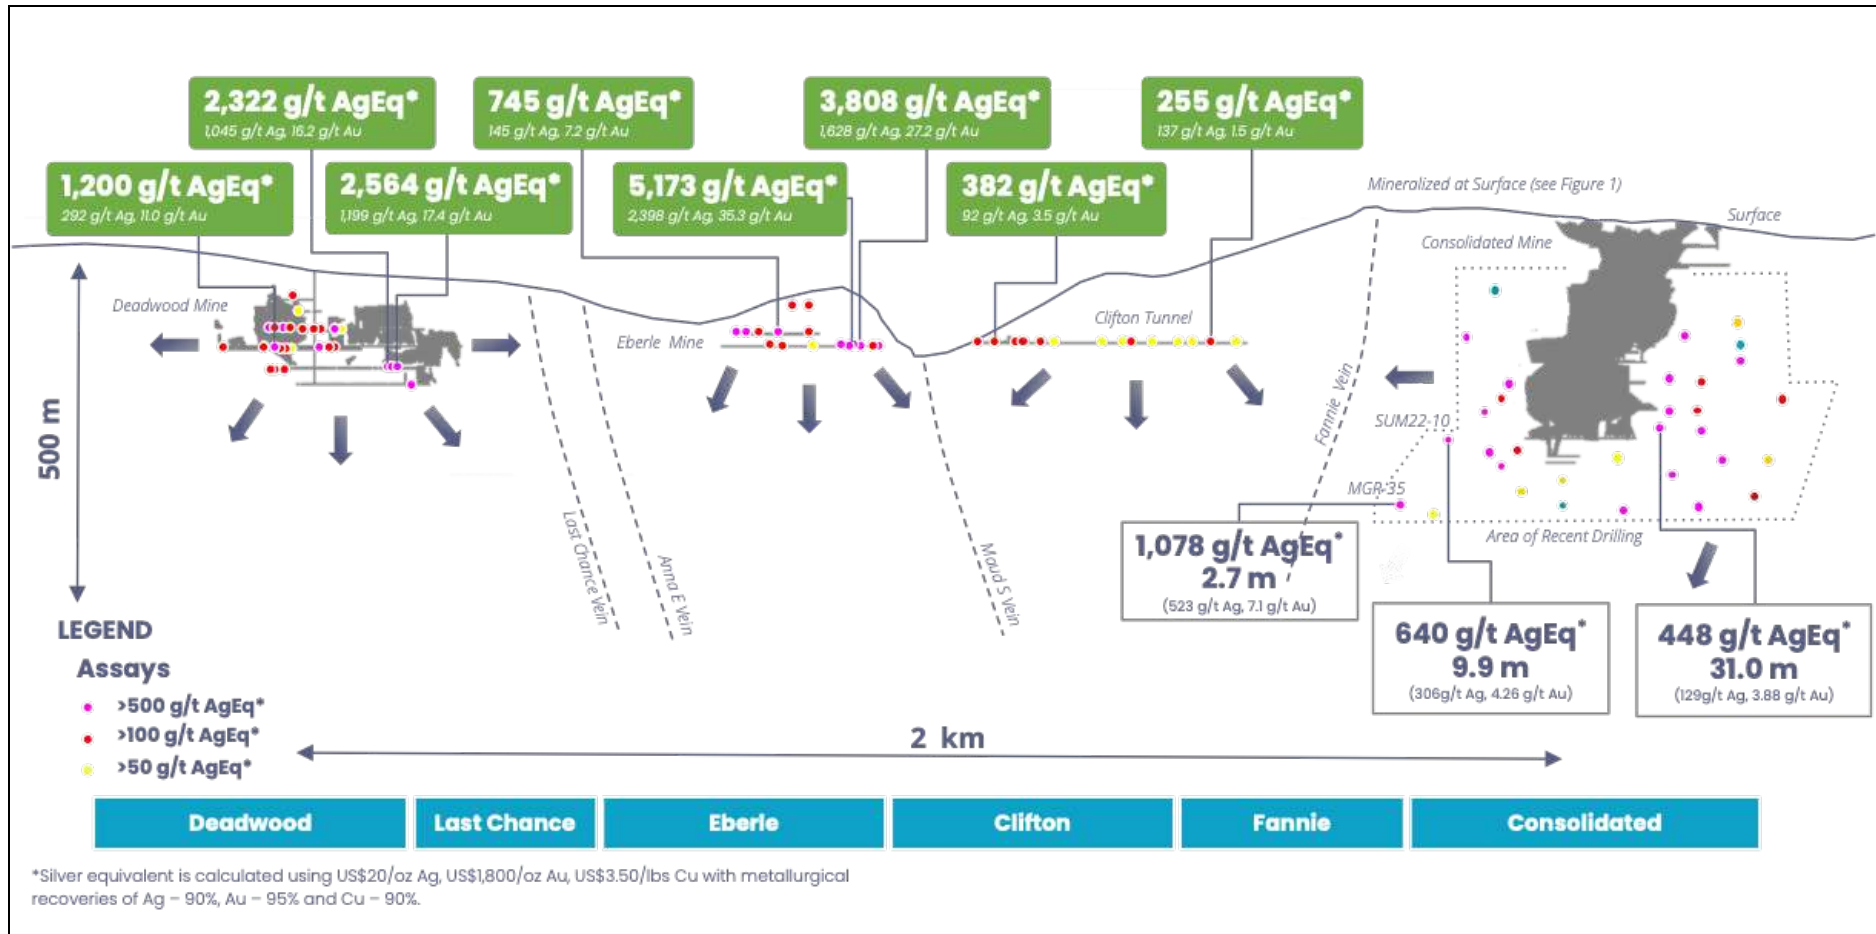 2,322 g/t AgEq*
1,045 g/t Ag, 16.2 g/t Au
745 g/t AgEq*
145 g/t Ag, 7.2 g/t Au
3,808 g/t AgEq*
1,628 g/t Ag, 27.2 g/t Au
255 g/t AgEq*
137 g/t Ag, 1.5 g/t Au
1,200 g/t AgEq*
292 g/t Ag, 11.0 g/t Au
2,564 g/t AgEq*
1,199 g/t Ag, 17.4 g/t Au
5,173 g/t AgEq*
2,398 g/t Ag, 35.3 g/t Au
382 g/t AgEq*
92 g/t Ag, 3.5 g/t Au
Mineralized at Surface (see Figure 1)
Surface
Consolidated Mine
Deadwood Mine
Eberle Mine
Clifton Tunnel
500 m
Fannie Vein
SUM22-10
MGR-35
Last Chance Vein
Anna E Vein
Maud S Vein
Area of Recent Drilling
1,078 g/t AgEq*
2.7 m
(523 g/t Ag, 7.1 g/t Au)
640 g/t AgEq*
9.9 m
(306g/t Ag, 4.26 g/t Au)
448 g/t AgEq*
31.0 m
(129g/t Ag, 3.88 g/t Au)
LEGEND
Assays
>500 g/t AgEq*
>100 g/t AgEq*
>50 g/t AgEq*
2 km
Deadwood
Last Chance
Eberle
Clifton
Fannie
Consolidated
*Silver equivalent is calculated using US$20/oz Ag, US$1,800/oz Au, US$3.50/lbs Cu with metallurgical
recoveries of Ag – 90%, Au – 95% and Cu – 90%.